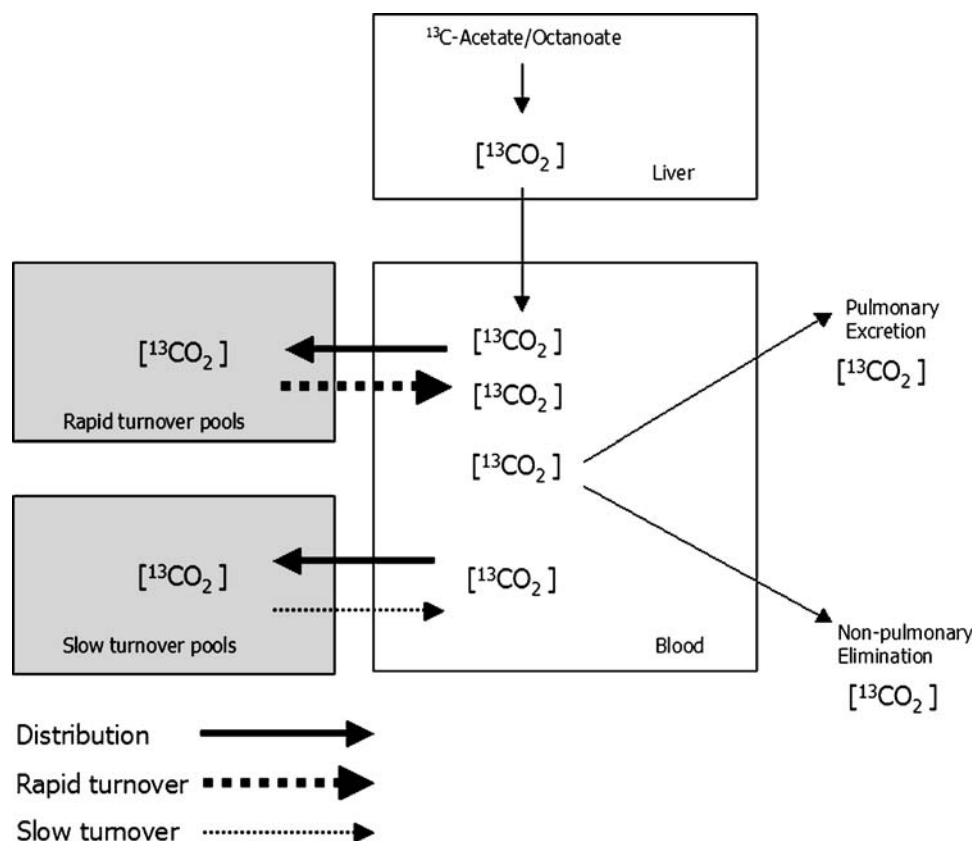 ¹³C-Acetate/Octanoate
[¹³CO₂]
Liver
[¹³CO₂]
Rapid turnover pools
[¹³CO₂]
[¹³CO₂]
[¹³CO₂]
[¹³CO₂]
Blood
[¹³CO₂]
Slow turnover pools
Pulmonary
Excretion
[¹³CO₂]
Non-pulmonary
Elimination
[¹³CO₂]
Distribution
Rapid turnover
Slow turnover